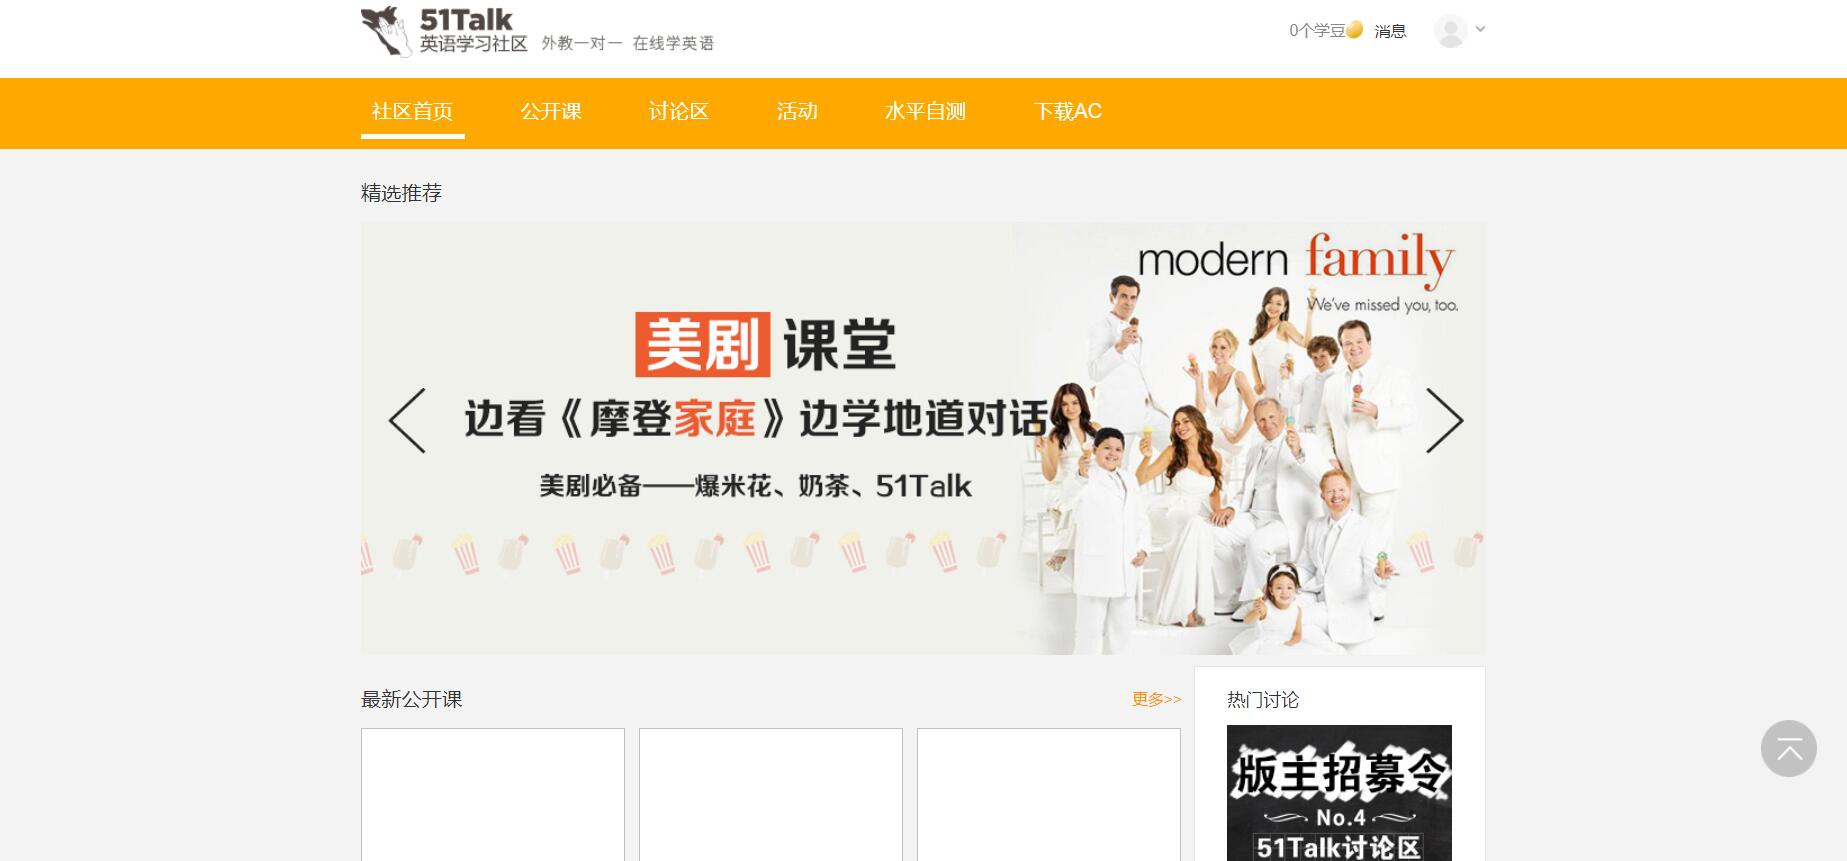 51Talk
英语学习社区 外教一对一 在线学英语
0个学豆 消息
社区首页 公开课 讨论区 活动 水平自测 下载AC
精选推荐
modern family
We've missed you, too.
美剧 课堂
边看《摩登家庭》边学地道对话
美剧必备——爆米花、奶茶、51Talk
最新公开课 更多>>
热门讨论
版主招募令
No.4
51Talk讨论区